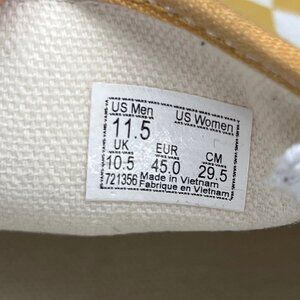 US Men US Women
11.5
UK EUR CM
10.5 45.0 29.5
721356 Made in Vietnam
Fabrique en Vietnam